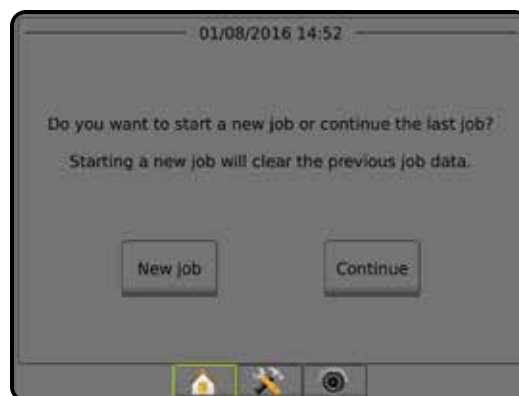 01/08/2016 14:52
Do you want to start a new job or continue the last job?
Starting a new job will clear the previous job data.
New job
Continue